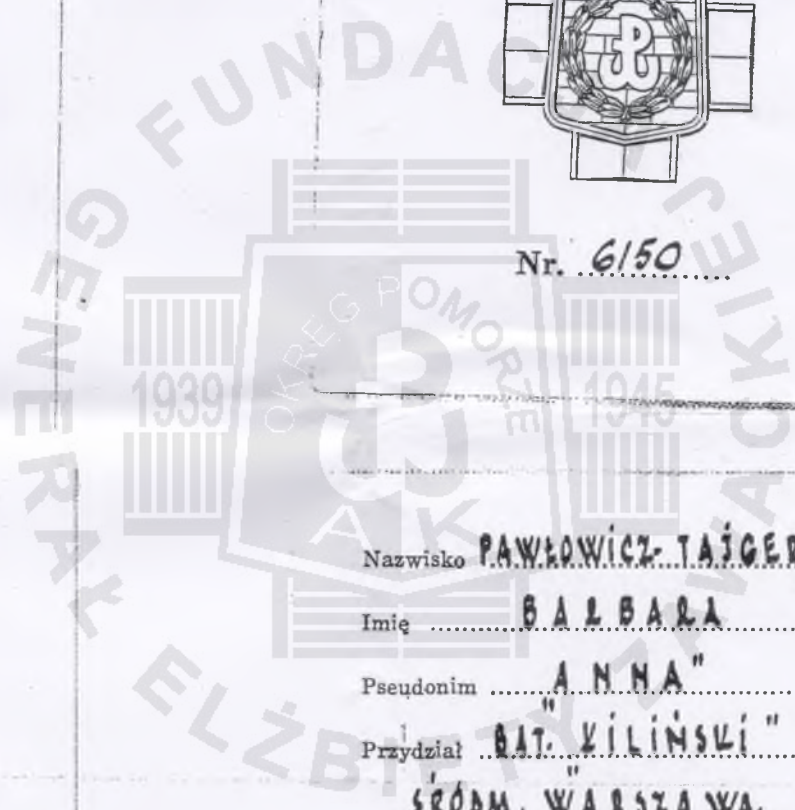 FUNDACJA GENERAŁ ELŻBIETY ZAWACKIEJ
1939 OKRĘG POMORZE 1945
AK
Nr. 6150
Nazwisko PAWŁOWICZ-TAJGER
Imię BARBARA
Pseudonim "ANNA"
Przydział BAT. "KILIŃSKI"
ŚRÓDM. WARSZAWA.